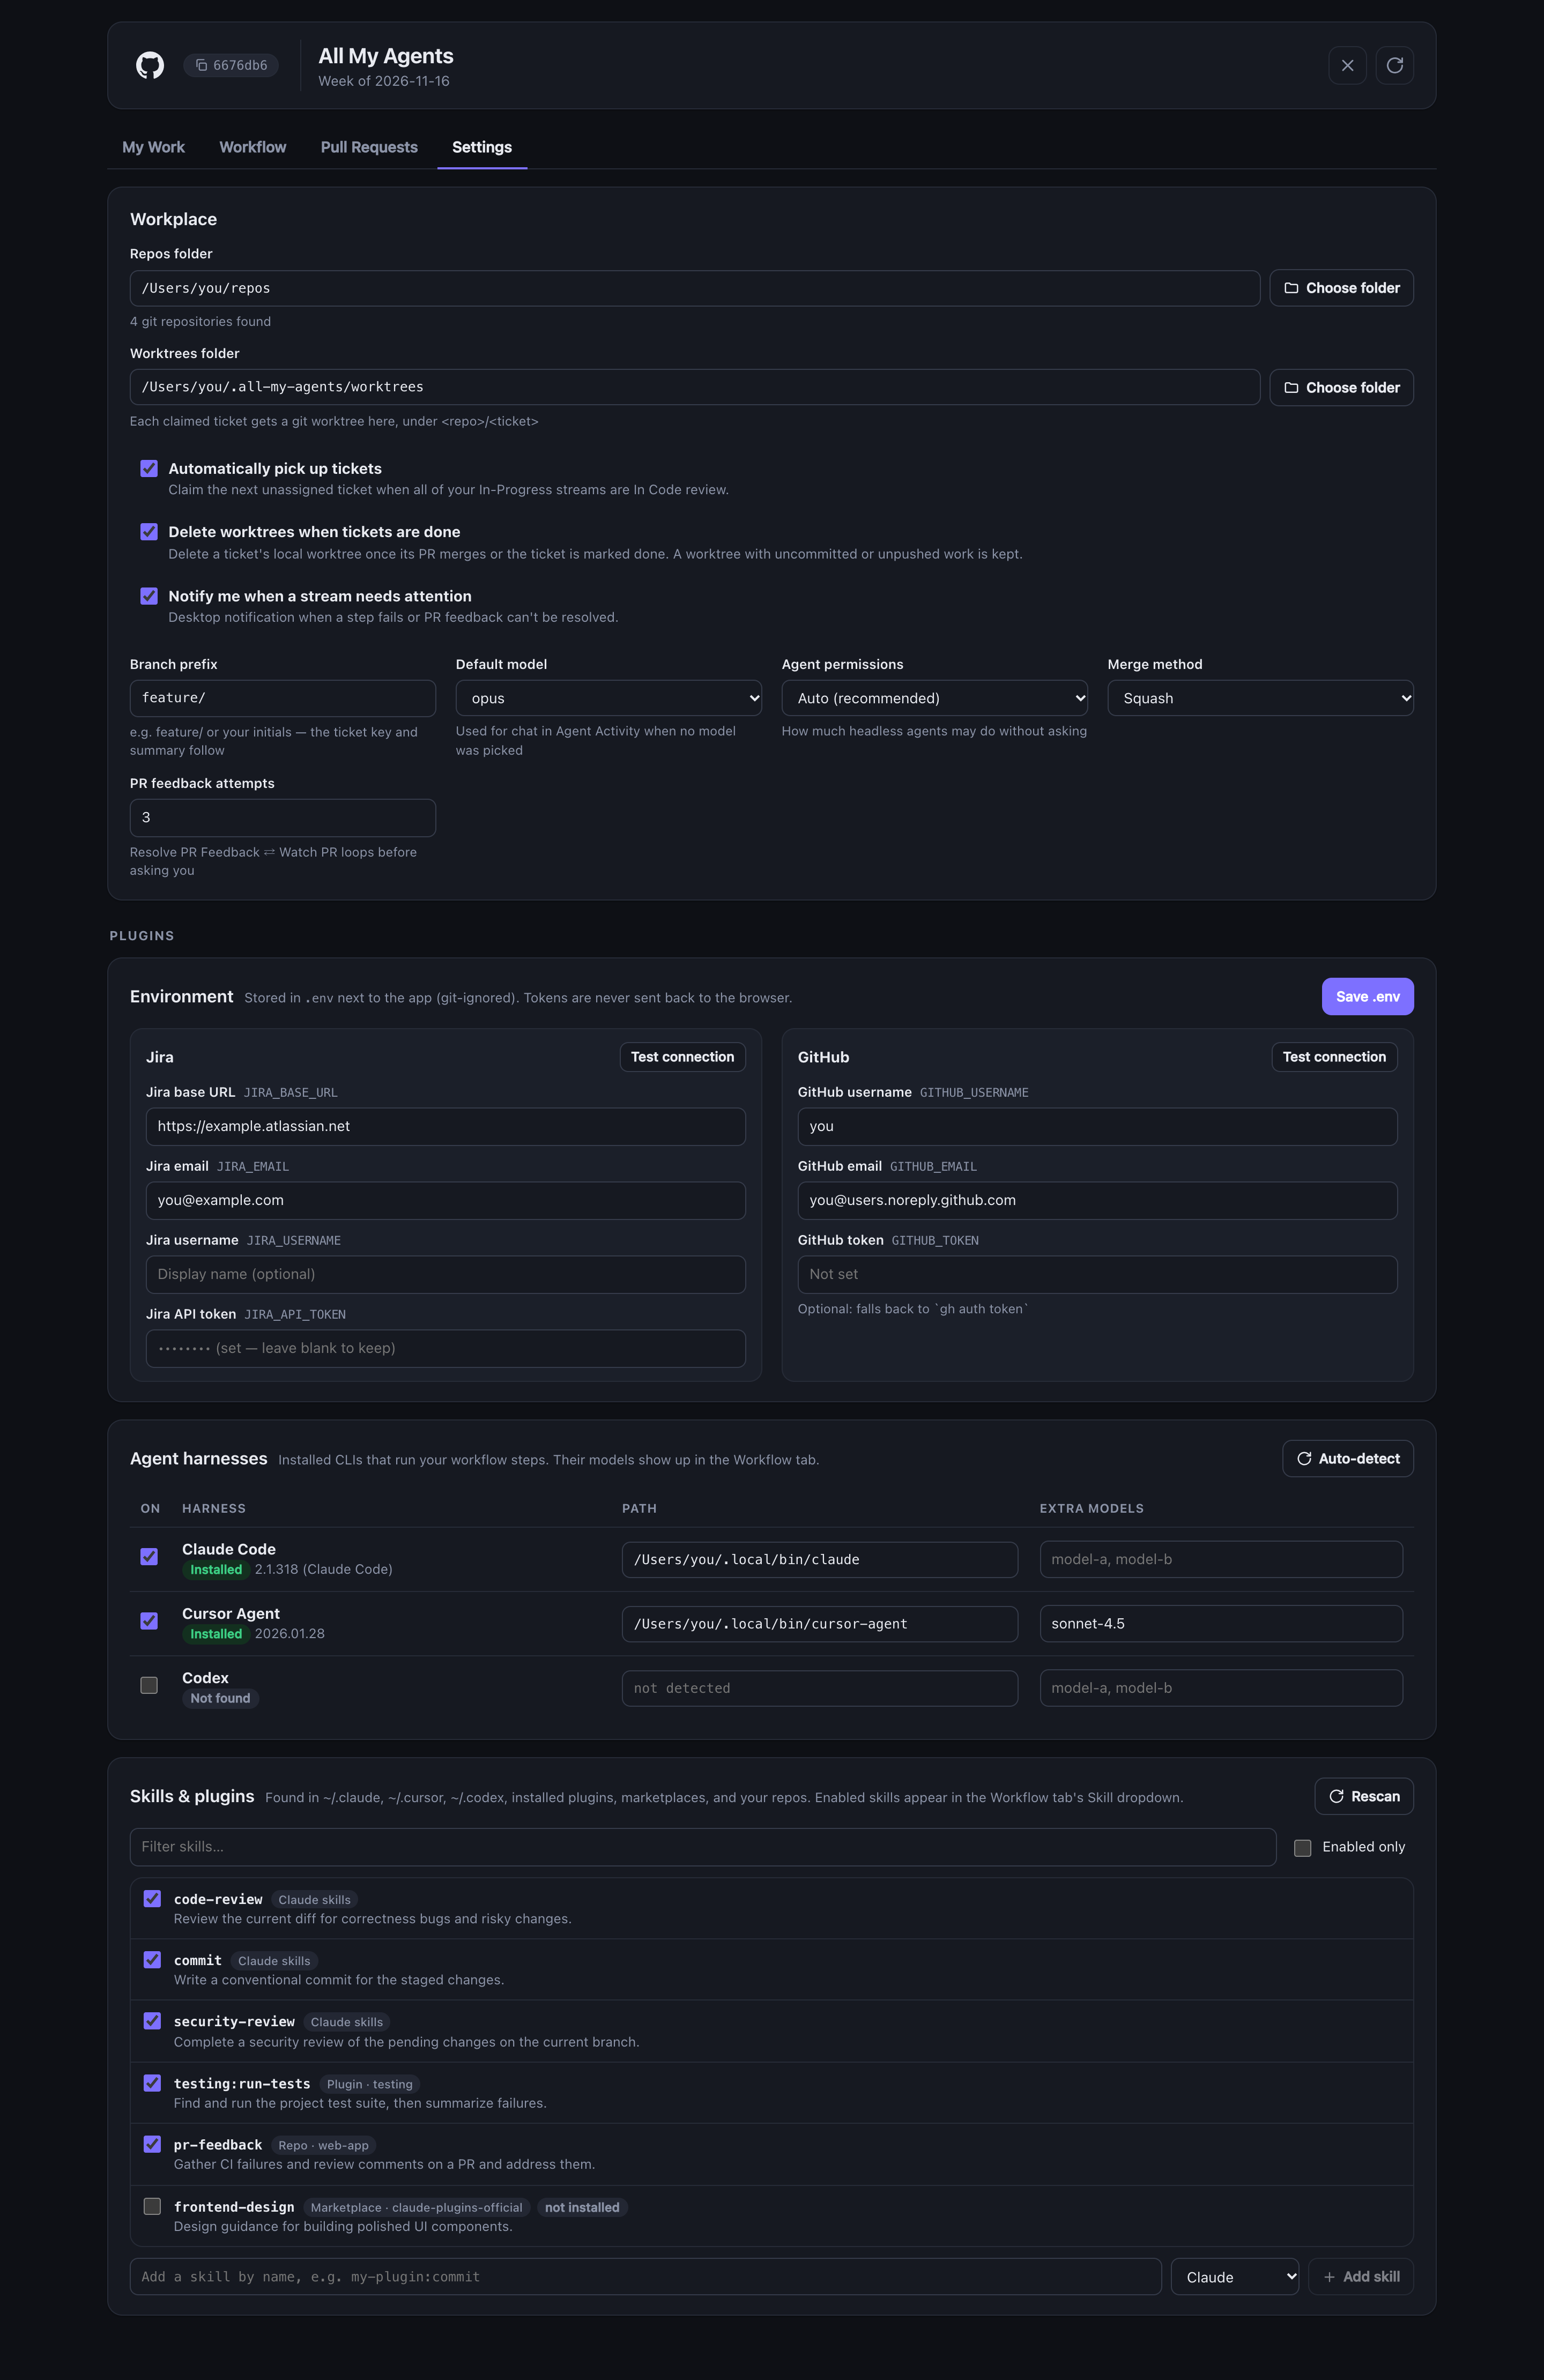 6676db6
All My Agents
Week of 2026-11-16
My Work Workflow Pull Requests Settings
Workplace
Repos folder
/Users/you/repos
Choose folder
4 git repositories found
Worktrees folder
/Users/you/.all-my-agents/worktrees
Choose folder
Each claimed ticket gets a git worktree here, under <repo>/<ticket>
Automatically pick up tickets
Claim the next unassigned ticket when all of your In-Progress streams are In Code review.
Delete worktrees when tickets are done
Delete a ticket's local worktree once its PR merges or the ticket is marked done. A worktree with uncommitted or unpushed work is kept.
Notify me when a stream needs attention
Desktop notification when a step fails or PR feedback can't be resolved.
Branch prefix
feature/
e.g. feature/ or your initials — the ticket key and
summary follow
Default model
opus
Used for chat in Agent Activity when no model
was picked
Agent permissions
Auto (recommended)
How much headless agents may do without asking
Merge method
Squash
PR feedback attempts
3
Resolve PR Feedback ⇄ Watch PR loops before
asking you
PLUGINS
Environment Stored in .env next to the app (git-ignored). Tokens are never sent back to the browser.
Save .env
Jira
Test connection
Jira base URL JIRA_BASE_URL
https://example.atlassian.net
Jira email JIRA_EMAIL
you@example.com
Jira username JIRA_USERNAME
Display name (optional)
Jira API token JIRA_API_TOKEN
•••••••• (set — leave blank to keep)
GitHub
Test connection
GitHub username GITHUB_USERNAME
you
GitHub email GITHUB_EMAIL
you@users.noreply.github.com
GitHub token GITHUB_TOKEN
Not set
Optional: falls back to `gh auth token`
Agent harnesses Installed CLIs that run your workflow steps. Their models show up in the Workflow tab.
Auto-detect
ON HARNESS PATH EXTRA MODELS
Claude Code
Installed 2.1.318 (Claude Code)
/Users/you/.local/bin/claude
model-a, model-b
Cursor Agent
Installed 2026.01.28
/Users/you/.local/bin/cursor-agent
sonnet-4.5
Codex
Not found
not detected
model-a, model-b
Skills & plugins Found in ~/.claude, ~/.cursor, ~/.codex, installed plugins, marketplaces, and your repos. Enabled skills appear in the Workflow tab's Skill dropdown.
Rescan
Filter skills...
Enabled only
code-review Claude skills
Review the current diff for correctness bugs and risky changes.
commit Claude skills
Write a conventional commit for the staged changes.
security-review Claude skills
Complete a security review of the pending changes on the current branch.
testing:run-tests Plugin · testing
Find and run the project test suite, then summarize failures.
pr-feedback Repo · web-app
Gather CI failures and review comments on a PR and address them.
frontend-design Marketplace · claude-plugins-official not installed
Design guidance for building polished UI components.
Add a skill by name, e.g. my-plugin:commit
Claude
+ Add skill